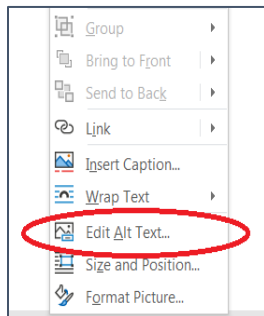 Group
Bring to Front
Send to Back
Link
Insert Caption...
Wrap Text
Edit Alt Text...
Size and Position...
Format Picture...